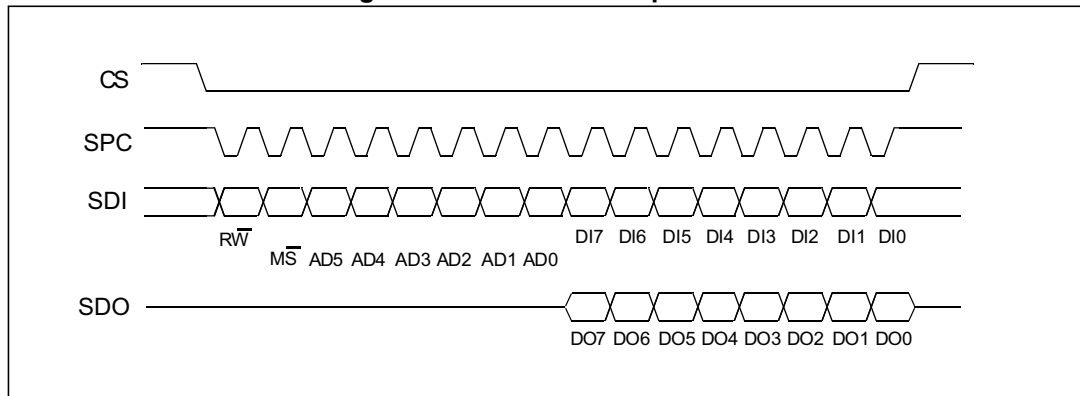 CS
SPC
SDI
RW̅
DI7 DI6 DI5 DI4 DI3 DI2 DI1 DI0
MS̅ AD5 AD4 AD3 AD2 AD1 AD0
SDO
DO7 DO6 DO5 DO4 DO3 DO2 DO1 DO0